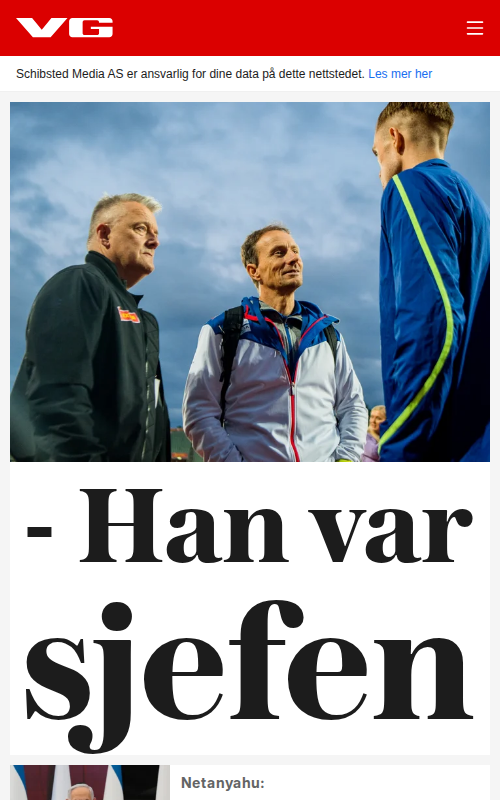 VG
Schibsted Media AS er ansvarlig for dine data på dette nettstedet. Les mer her
- Han var
sjefen
Netanyahu: